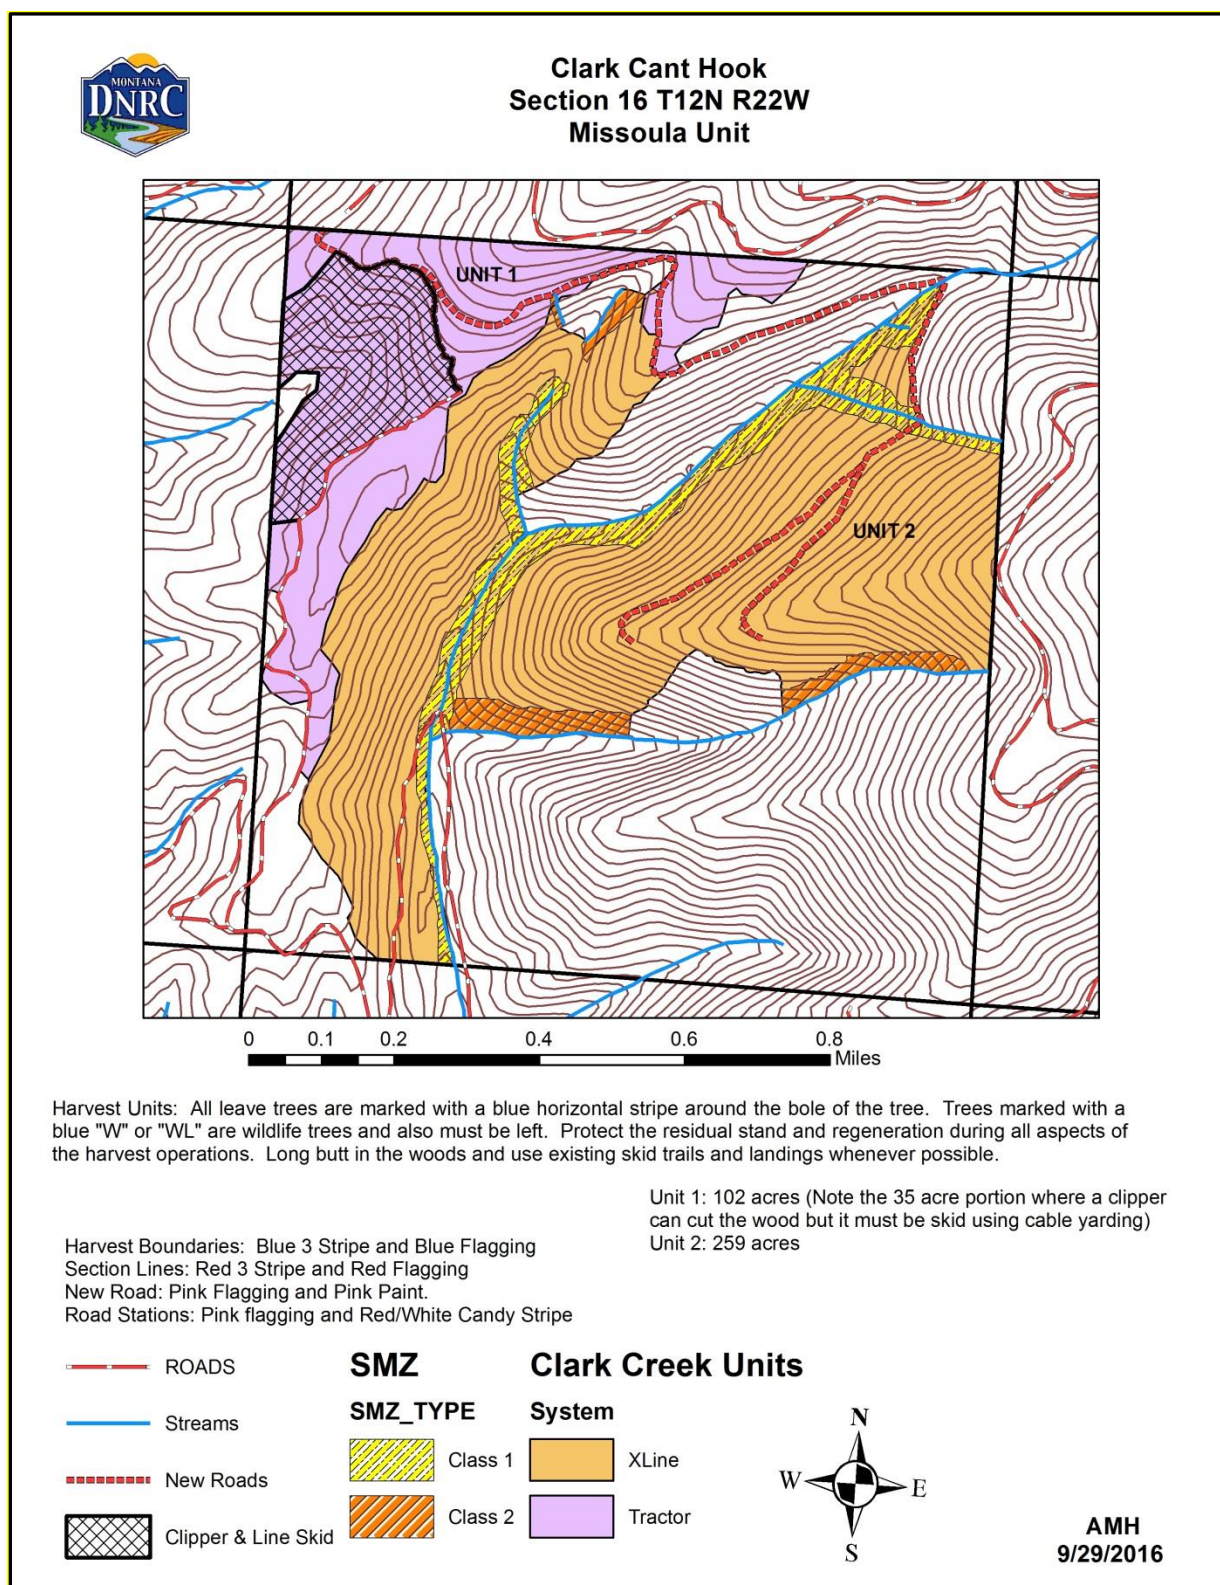 MONTANA
DNRC
Clark Cant Hook
Section 16 T12N R22W
Missoula Unit
UNIT 1
UNIT 2
0 0.1 0.2 0.4 0.6 0.8
Miles
Harvest Units: All leave trees are marked with a blue horizontal stripe around the bole of the tree. Trees marked with a
blue "W" or "WL" are wildlife trees and also must be left. Protect the residual stand and regeneration during all aspects of
the harvest operations. Long butt in the woods and use existing skid trails and landings whenever possible.
Unit 1: 102 acres (Note the 35 acre portion where a clipper
can cut the wood but it must be skid using cable yarding)
Unit 2: 259 acres
Harvest Boundaries: Blue 3 Stripe and Blue Flagging
Section Lines: Red 3 Stripe and Red Flagging
New Road: Pink Flagging and Pink Paint.
Road Stations: Pink flagging and Red/White Candy Stripe
ROADS
Streams
New Roads
Clipper & Line Skid
SMZ
SMZ_TYPE
Class 1
Class 2
Clark Creek Units
System
XLine
Tractor
N
W E
S
AMH
9/29/2016